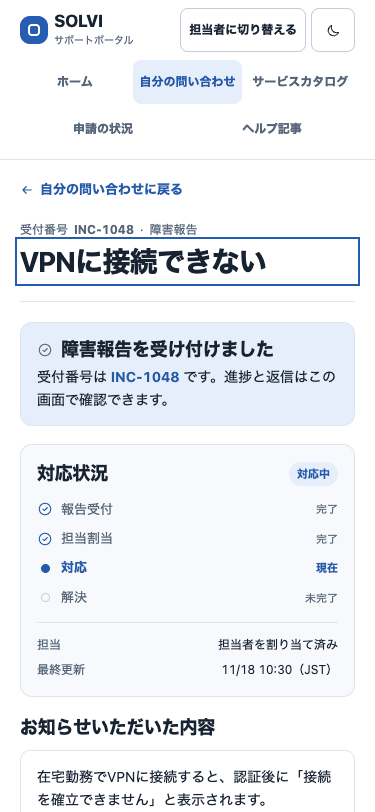 SOLVI
サポートポータル
担当者に切り替える
ホーム
自分の問い合わせ
サービスカタログ
申請の状況
ヘルプ記事
← 自分の問い合わせに戻る
受付番号 INC-1048 · 障害報告
VPNに接続できない
障害報告を受け付けました
受付番号は INC-1048 です。進捗と返信はこの
画面で確認できます。
対応状況
対応中
報告受付 完了
担当割当 完了
対応 現在
解決 未完了
担当 担当者を割り当て済み
最終更新 11/18 10:30（JST）
お知らせいただいた内容
在宅勤務でVPNに接続すると、認証後に「接続
を確立できません」と表示されます。